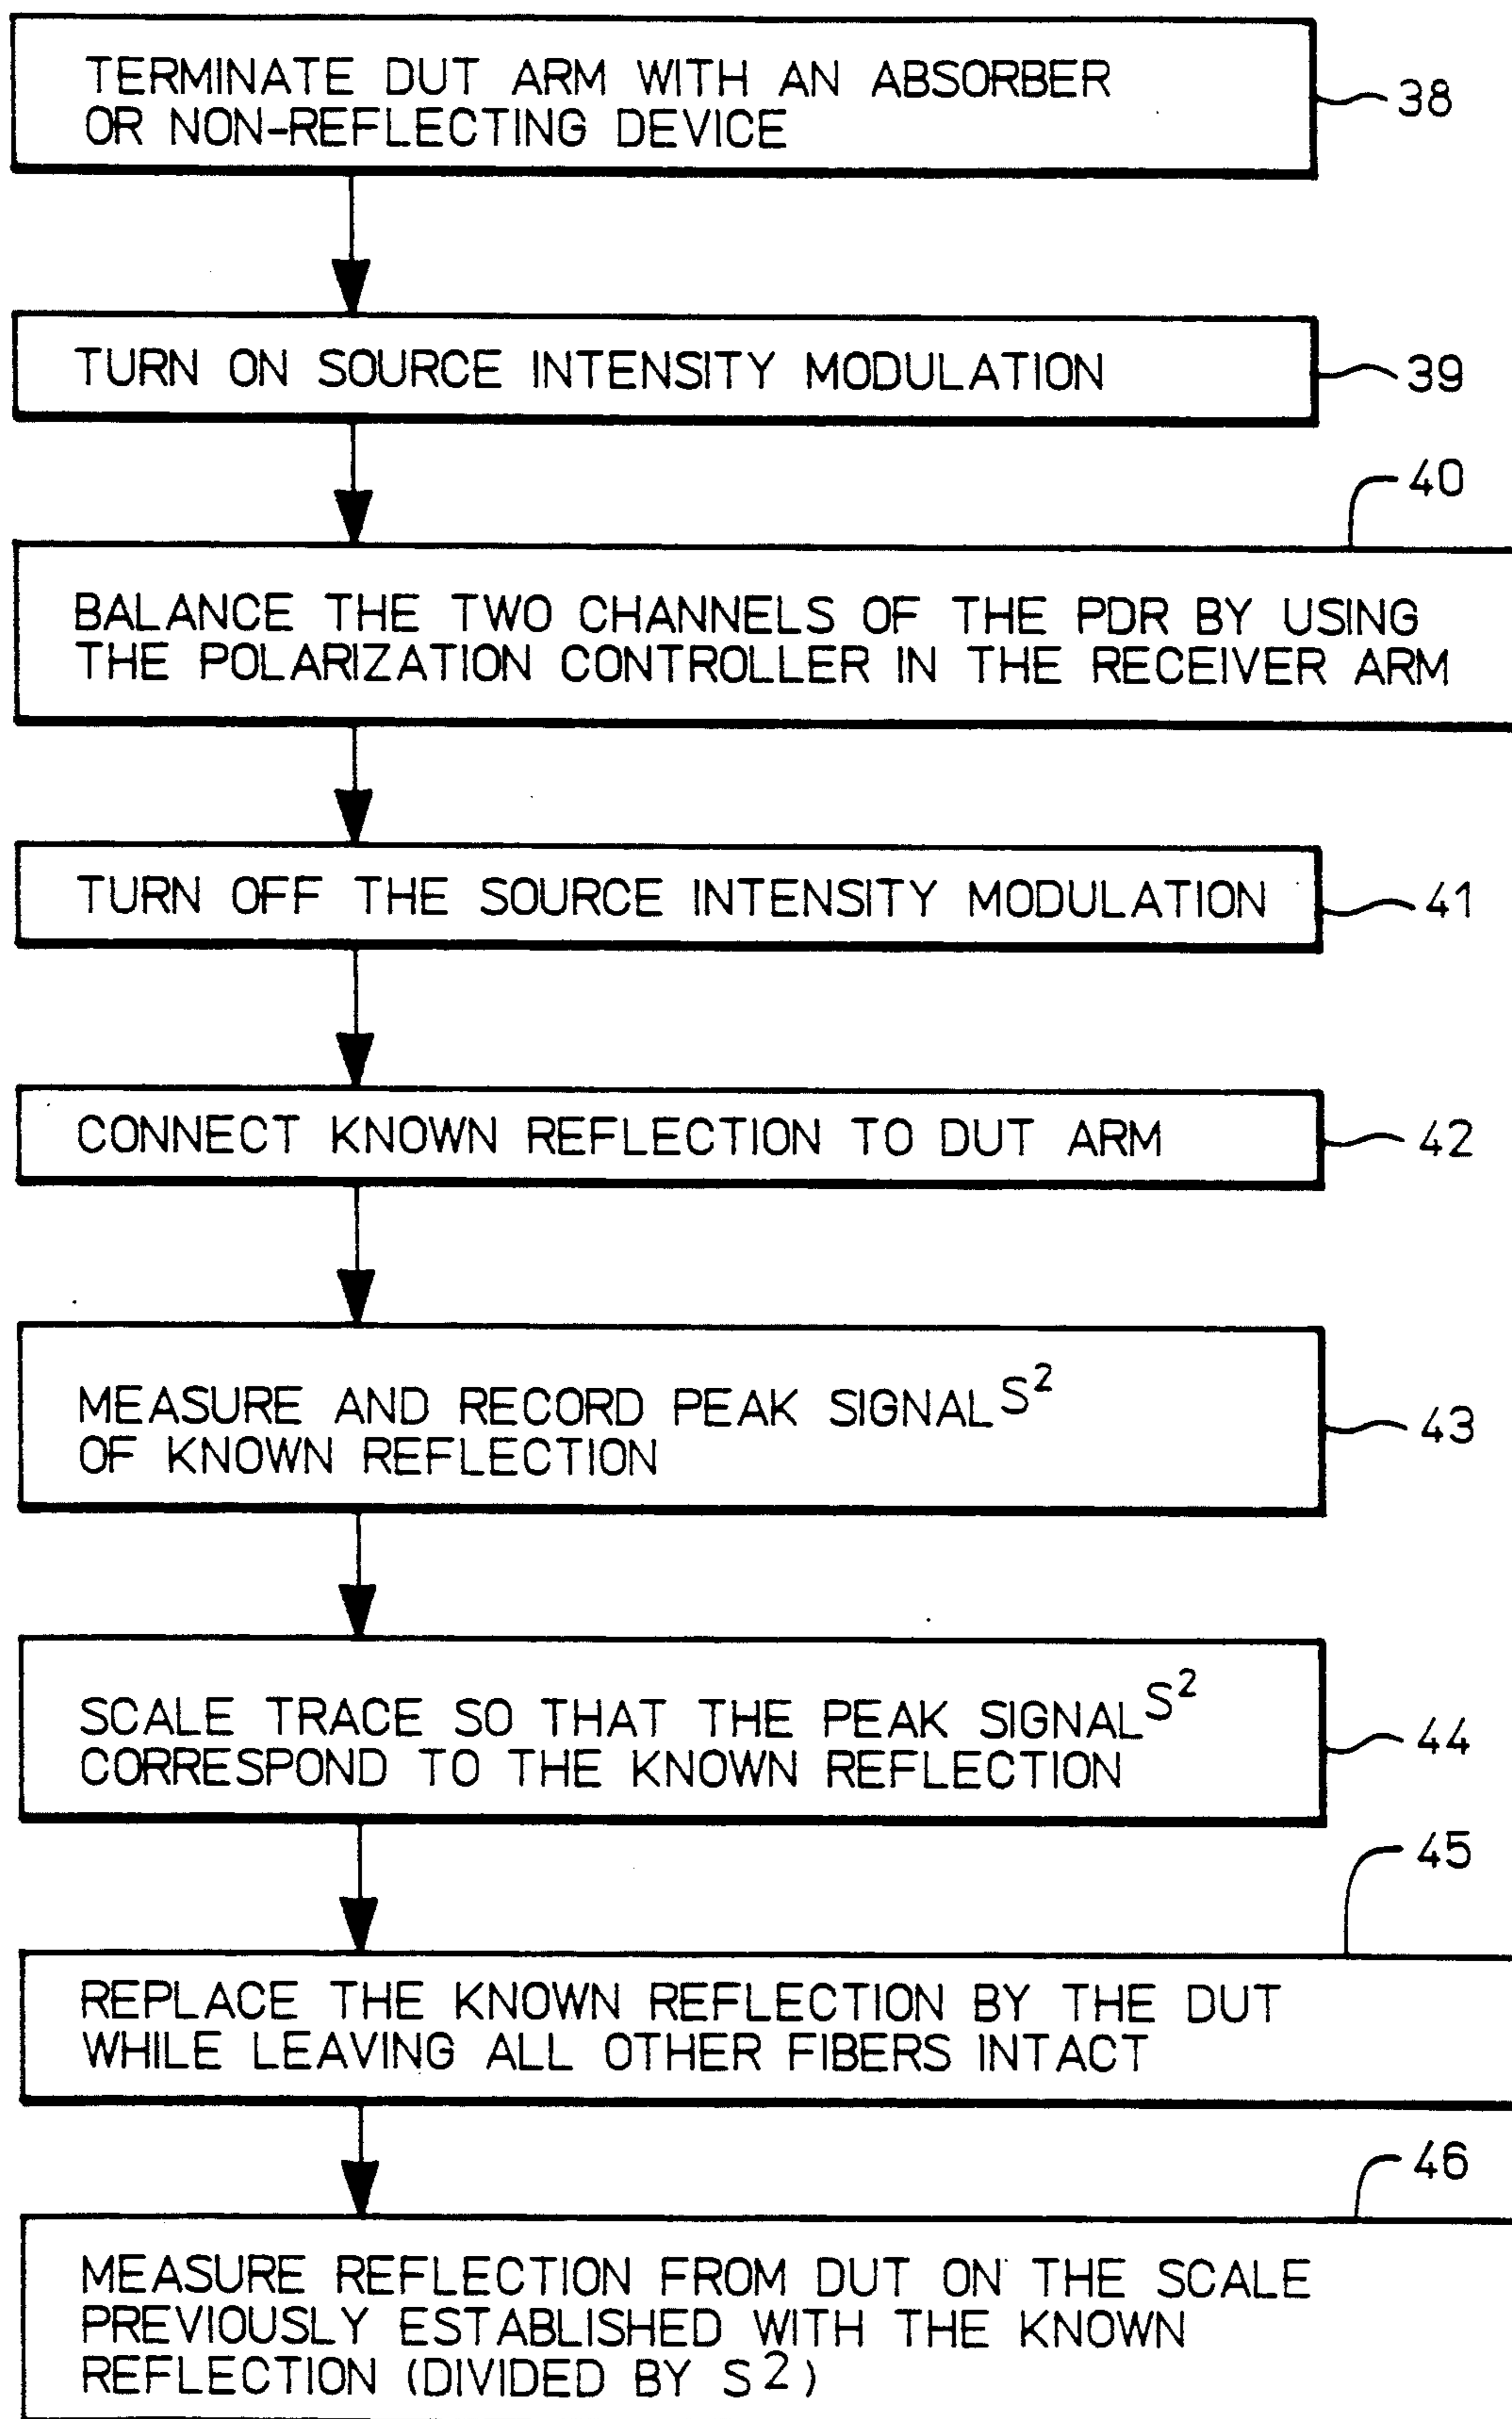 TERMINATE DUT ARM WITH AN ABSORBER
OR NON-REFLECTING DEVICE
38
TURN ON SOURCE INTENSITY MODULATION
39
40
BALANCE THE TWO CHANNELS OF THE PDR BY USING
THE POLARIZATION CONTROLLER IN THE RECEIVER ARM
TURN OFF THE SOURCE INTENSITY MODULATION
41
CONNECT KNOWN REFLECTION TO DUT ARM
42
MEASURE AND RECORD PEAK SIGNAL S²
OF KNOWN REFLECTION
43
SCALE TRACE SO THAT THE PEAK SIGNAL S²
CORRESPOND TO THE KNOWN REFLECTION
44
45
REPLACE THE KNOWN REFLECTION BY THE DUT
WHILE LEAVING ALL OTHER FIBERS INTACT
46
MEASURE REFLECTION FROM DUT ON THE SCALE
PREVIOUSLY ESTABLISHED WITH THE KNOWN
REFLECTION (DIVIDED BY S²)